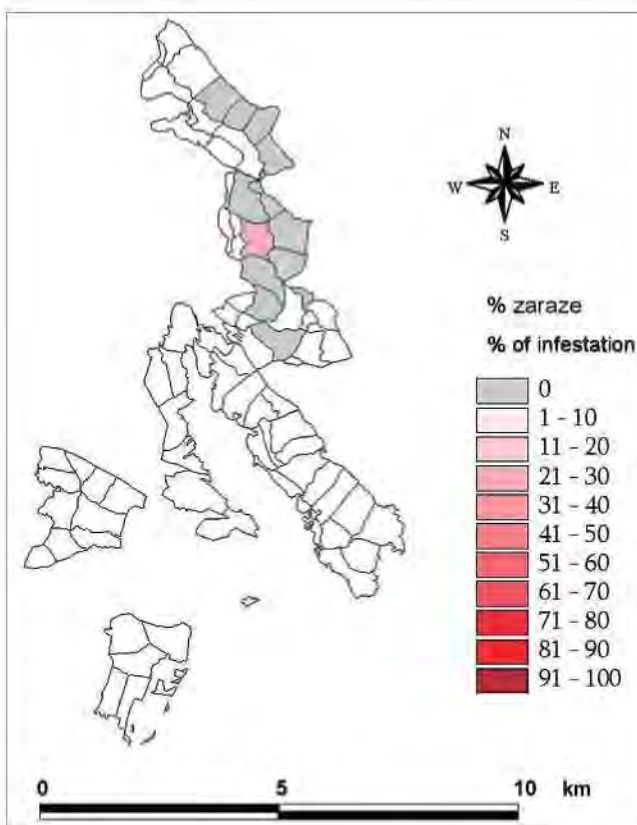 N
W E
S
% zaraze
% of infestation
0
1 - 10
11 - 20
21 - 30
31 - 40
41 - 50
51 - 60
61 - 70
71 - 80
81 - 90
91 - 100
0 5 10 km